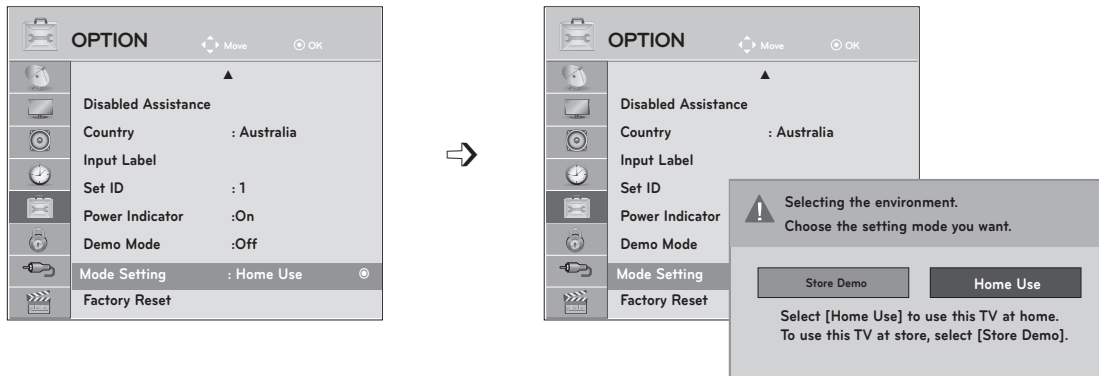 OPTION Move OK
▲
Disabled Assistance
Country : Australia
Input Label
Set ID : 1
Power Indicator :On
Demo Mode :Off
Mode Setting : Home Use
Factory Reset
OPTION Move OK
▲
Disabled Assistance
Country : Australia
Input Label
Set ID
Power Indicator
Demo Mode
Mode Setting
Factory Reset
Selecting the environment.
Choose the setting mode you want.
Store Demo Home Use
Select [Home Use] to use this TV at home.
To use this TV at store, select [Store Demo].